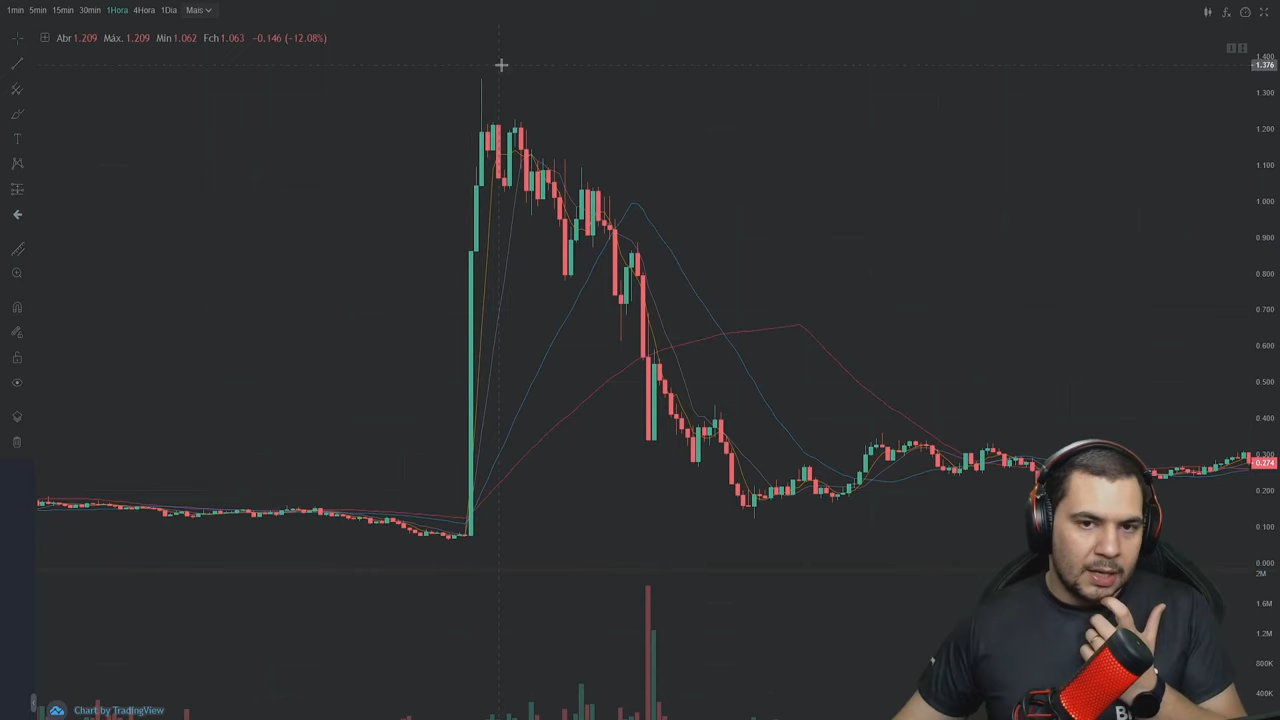 1min 5min 15min 30min 1Hora 4Hora 1Dia Mais
Abr 1.209 Máx. 1.209 Mín 1.062 Fch 1.063 −0.146 (−12.08%)
1.400
1.376
1.300
1.200
1.100
1.000
0.900
0.800
0.700
0.600
0.500
0.400
0.300
0.274
0.200
0.100
0.000
2M
1.6M
1.2M
800K
400K
Chart by TradingView